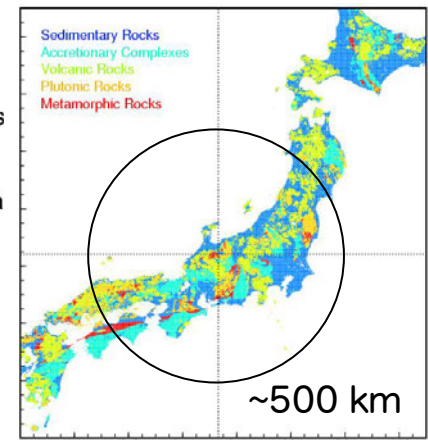 Sedimentary Rocks
Accretionary Complexes
Volcanic Rocks
Plutonic Rocks
Metamorphic Rocks
~500 km